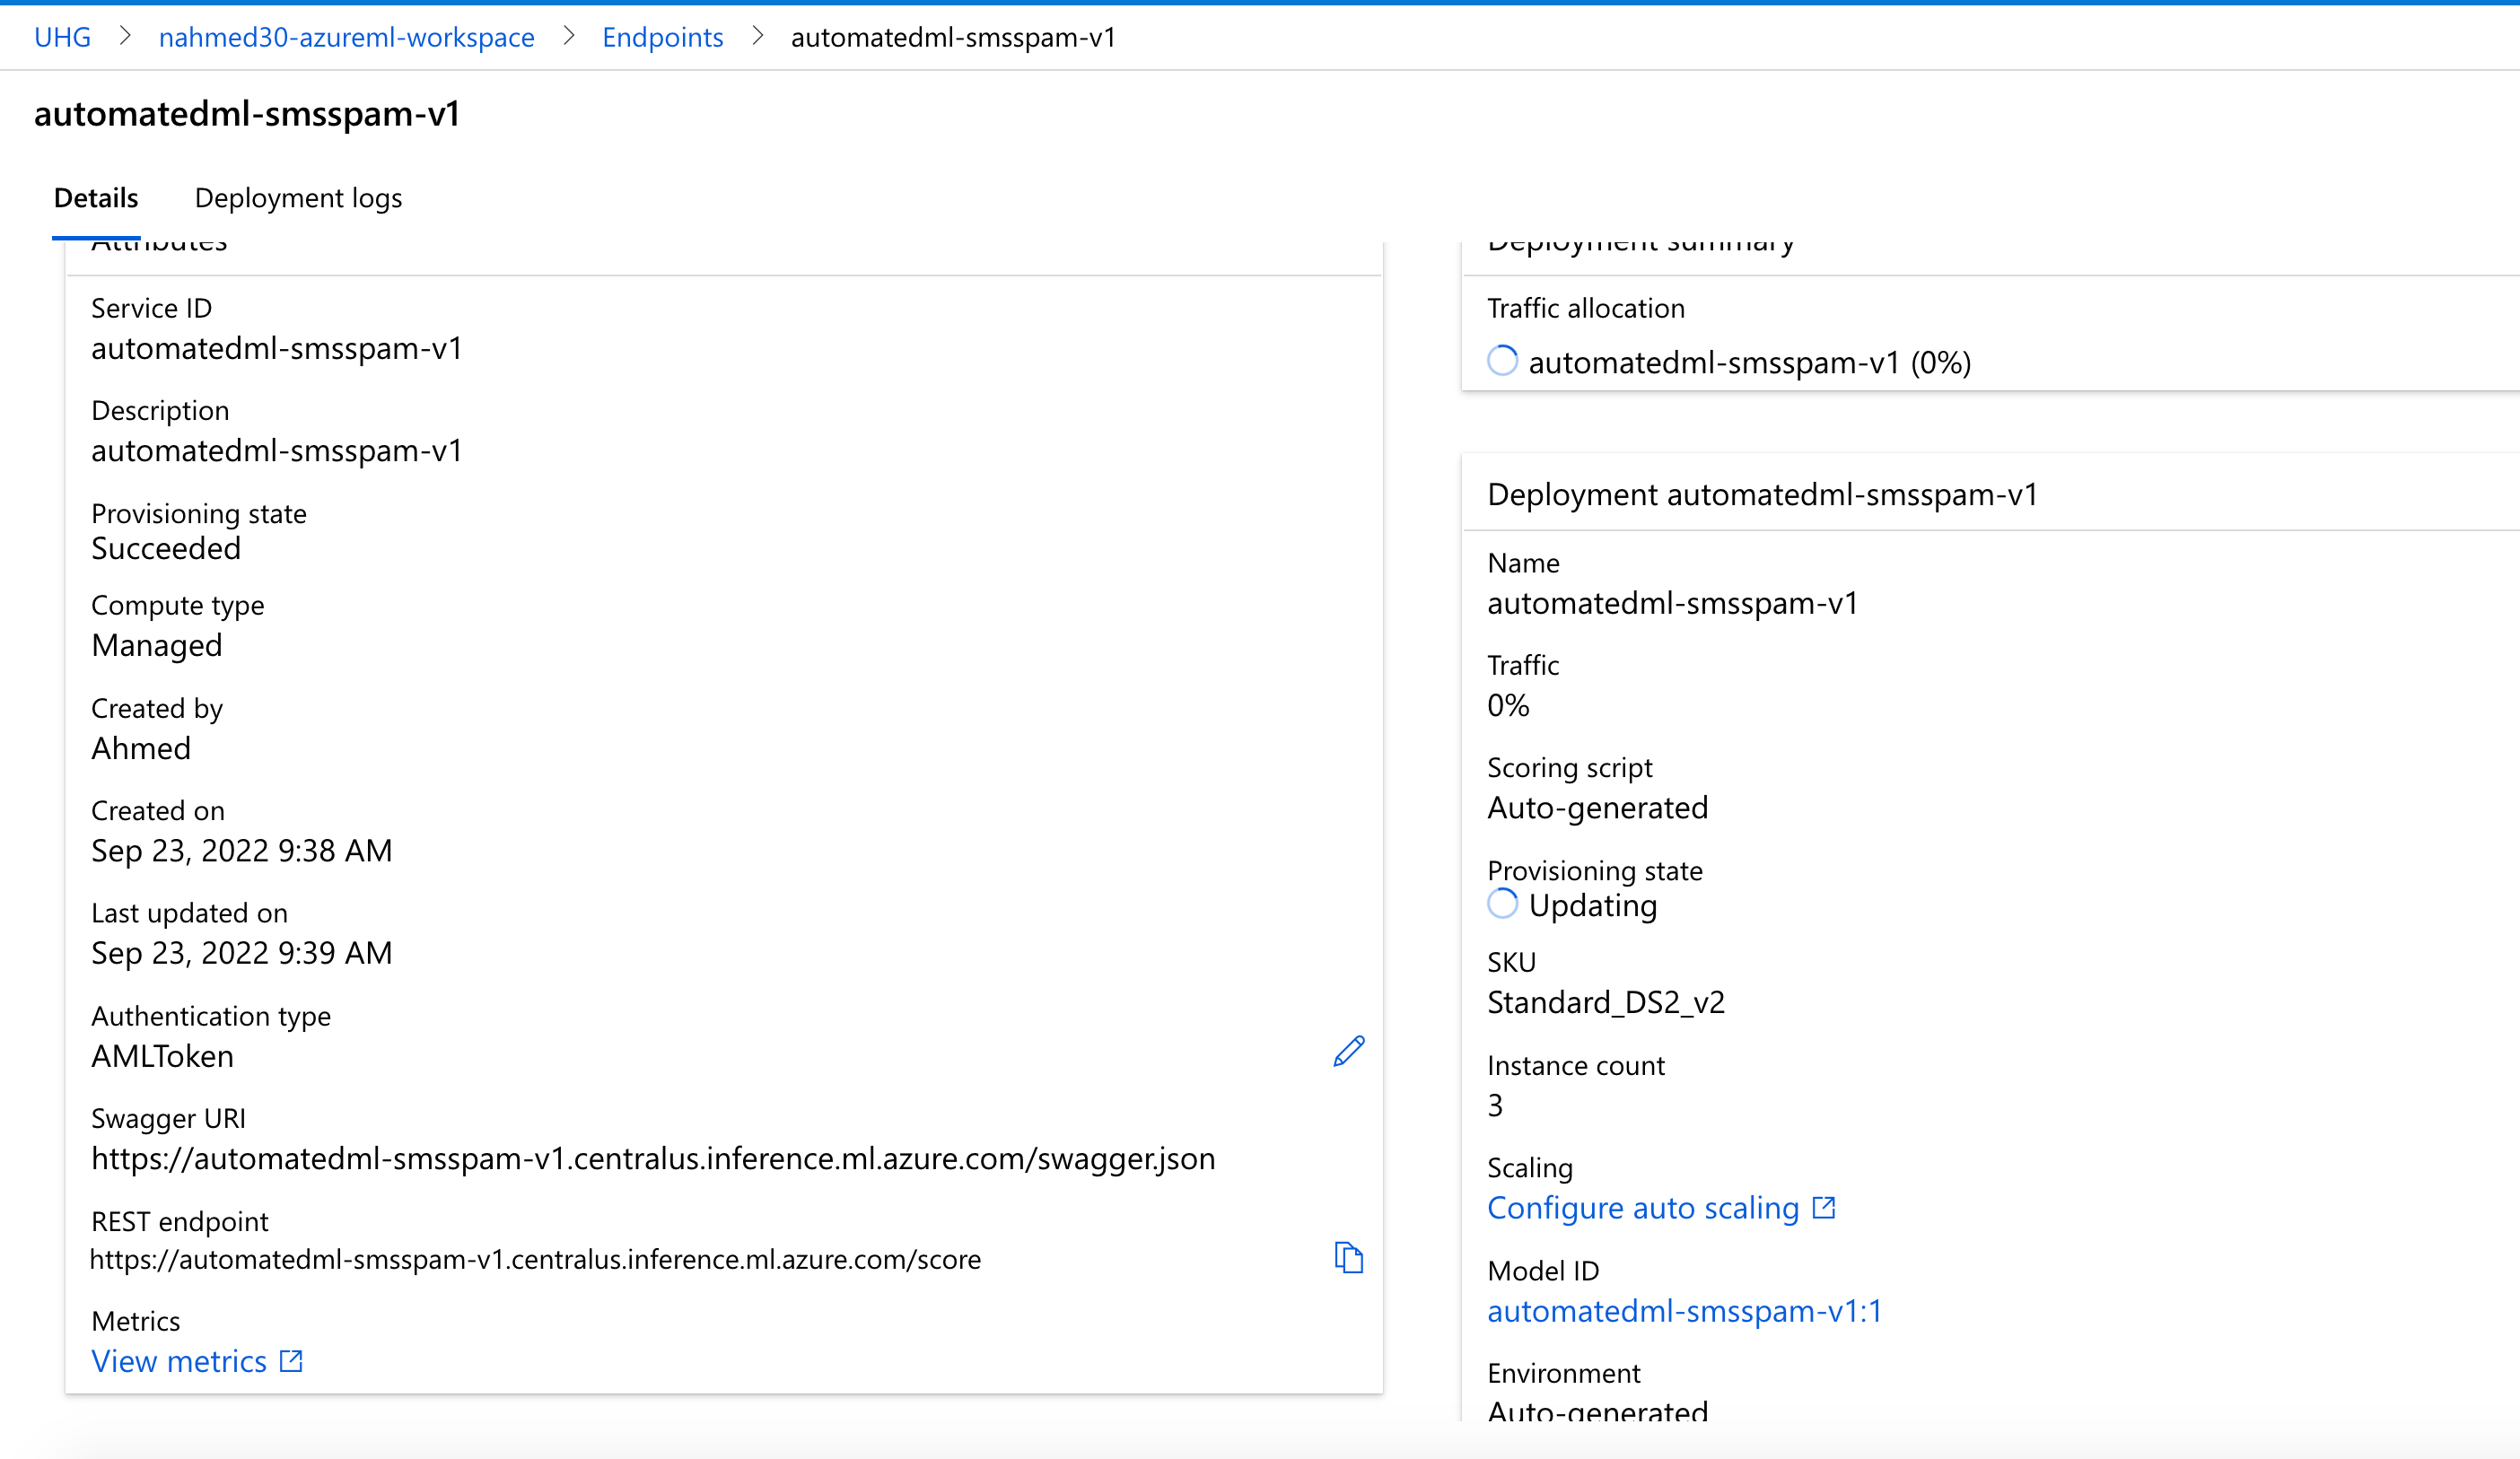 UHG > nahmed30-azureml-workspace > Endpoints > automatedml-smsspam-v1
automatedml-smsspam-v1
Details Deployment logs
Attributes
Service ID
automatedml-smsspam-v1
Description
automatedml-smsspam-v1
Provisioning state
Succeeded
Compute type
Managed
Created by
Ahmed
Created on
Sep 23, 2022 9:38 AM
Last updated on
Sep 23, 2022 9:39 AM
Authentication type
AMLToken
Swagger URI
https://automatedml-smsspam-v1.centralus.inference.ml.azure.com/swagger.json
REST endpoint
https://automatedml-smsspam-v1.centralus.inference.ml.azure.com/score
Metrics
View metrics
Deployment summary
Traffic allocation
automatedml-smsspam-v1 (0%)
Deployment automatedml-smsspam-v1
Name
automatedml-smsspam-v1
Traffic
0%
Scoring script
Auto-generated
Provisioning state
Updating
SKU
Standard_DS2_v2
Instance count
3
Scaling
Configure auto scaling
Model ID
automatedml-smsspam-v1:1
Environment
Auto-generated